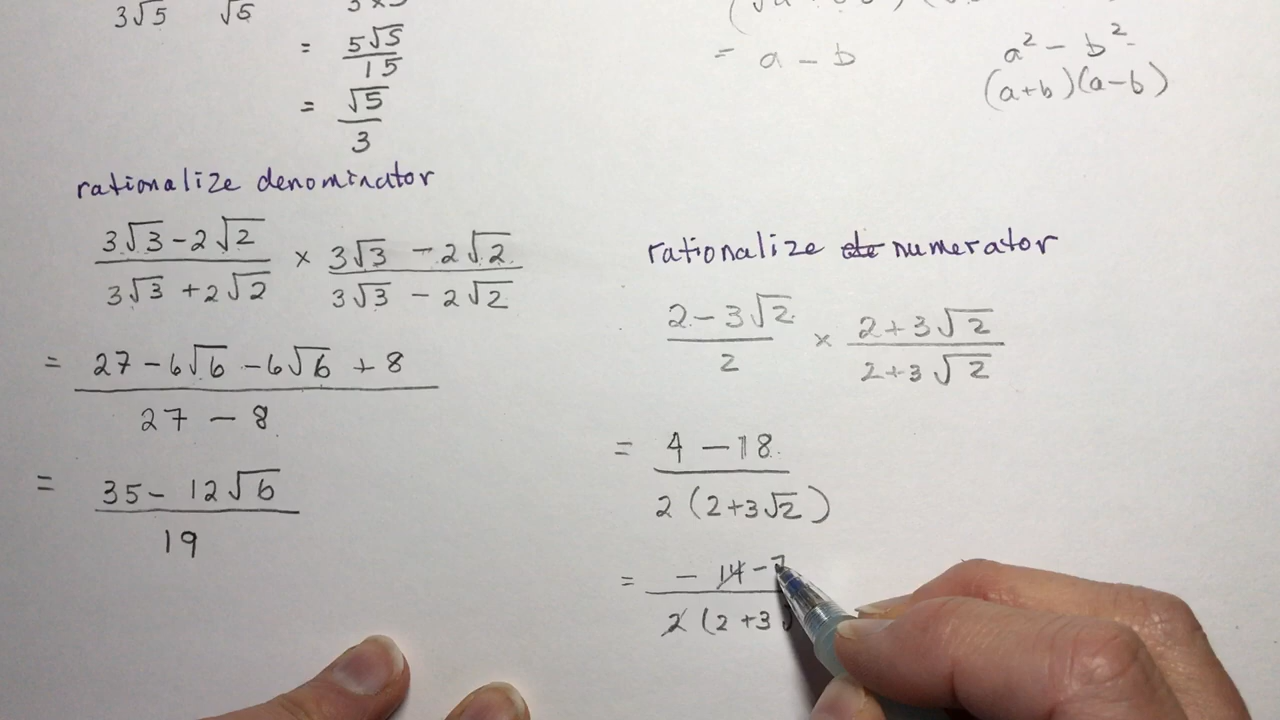 3√5 √5
= 5√5/15
= √5/3
= a - b
a² - b²
(a+b)(a-b)
rationalize denominator
3√3-2√2/3√3+2√2 × 3√3-2√2/3√3-2√2
= 27-6√6-6√6+8/27-8
= 35-12√6/19
rationalize numerator
2-3√2/2 × 2+3√2/2+3√2
= 4-18/2(2+3√2)
= -14-7/2(2+3